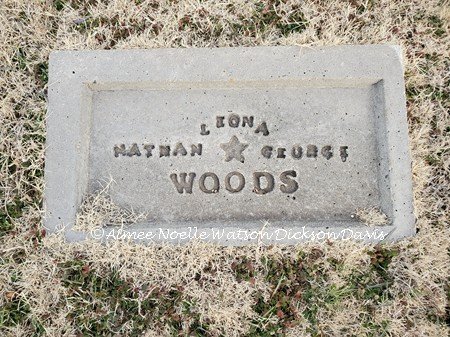 LEONA
NATHAN ★ GEORGE
WOODS
©Aimee Noelle Watson Dickson Davis